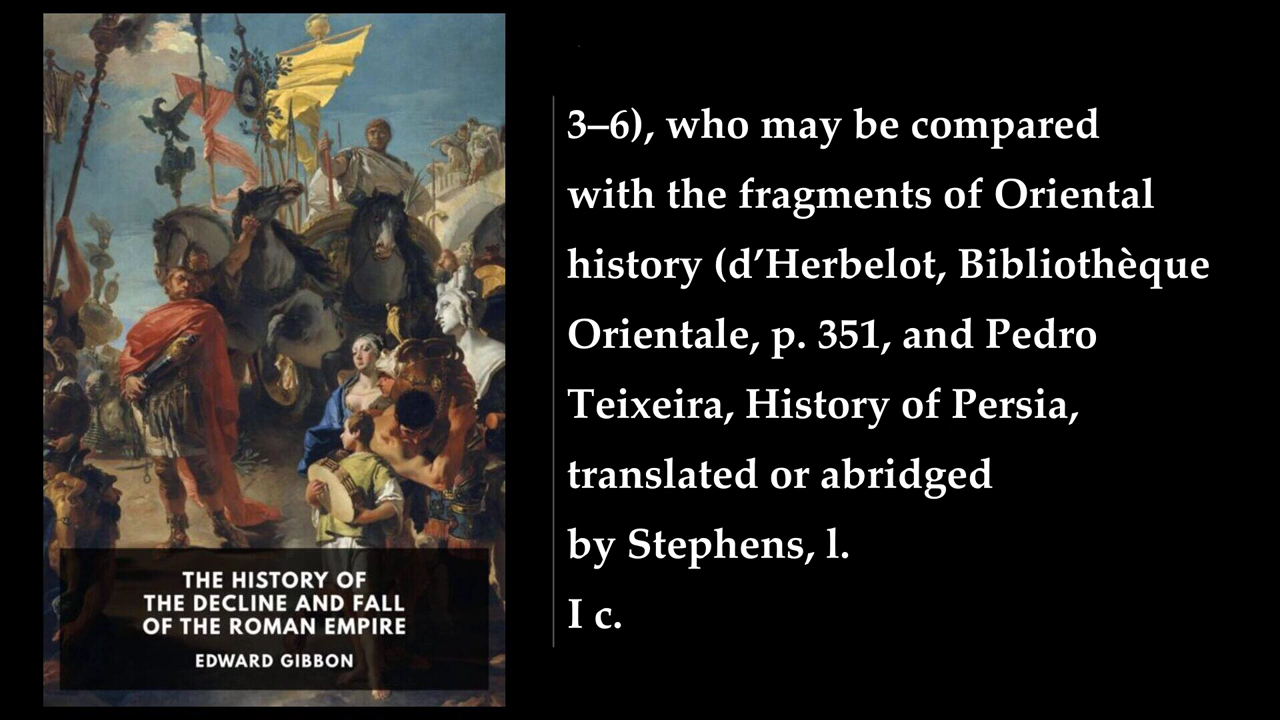 THE HISTORY OF
THE DECLINE AND FALL
OF THE ROMAN EMPIRE
EDWARD GIBBON
3–6), who may be compared
with the fragments of Oriental
history (d’Herbelot, Bibliothèque
Orientale, p. 351, and Pedro
Teixeira, History of Persia,
translated or abridged
by Stephens, l.
I c.